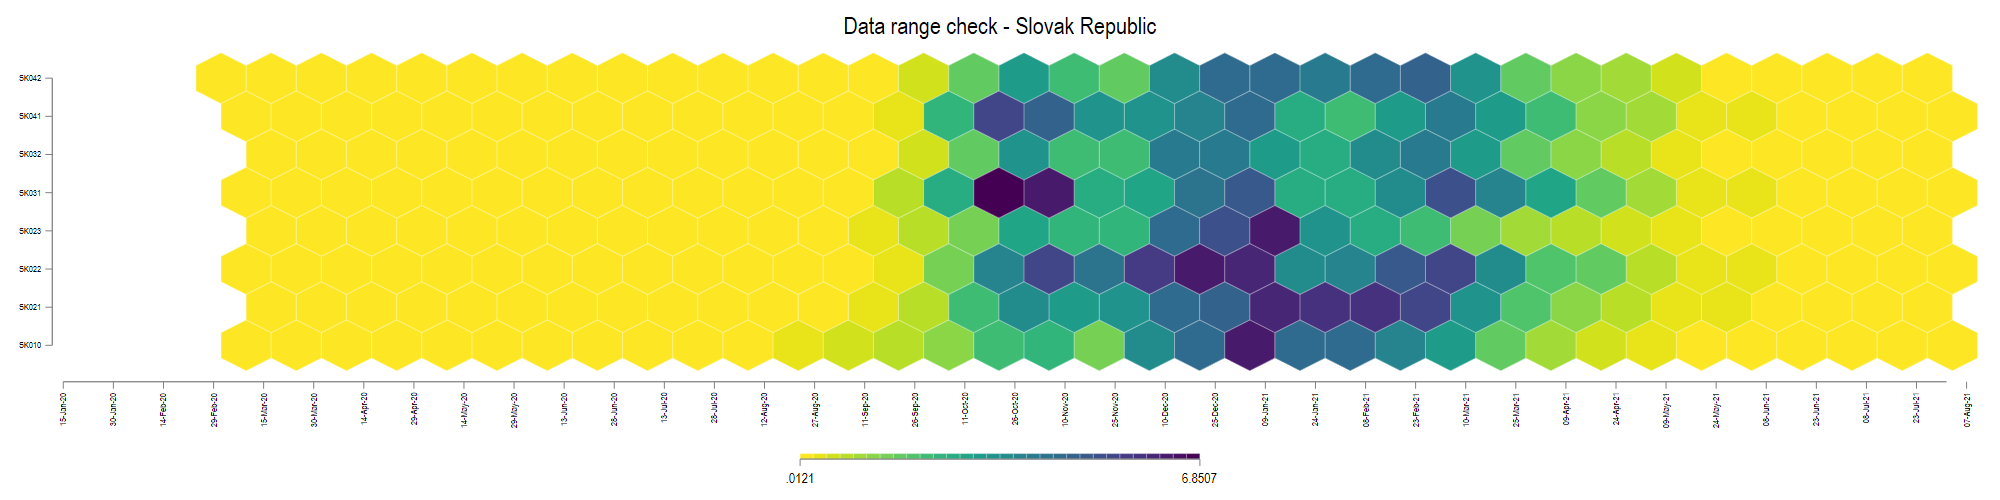 Data range check - Slovak Republic
SK042
SK041
SK032
SK031
SK023
SK022
SK021
SK010
15-Jan-20
30-Jan-20
14-Feb-20
29-Feb-20
15-Mar-20
30-Mar-20
14-Apr-20
29-Apr-20
14-May-20
29-May-20
13-Jun-20
28-Jun-20
13-Jul-20
28-Jul-20
12-Aug-20
27-Aug-20
11-Sep-20
26-Sep-20
11-Oct-20
26-Oct-20
10-Nov-20
25-Nov-20
10-Dec-20
25-Dec-20
09-Jan-21
24-Jan-21
08-Feb-21
23-Feb-21
10-Mar-21
25-Mar-21
09-Apr-21
24-Apr-21
09-May-21
24-May-21
08-Jun-21
23-Jun-21
08-Jul-21
23-Jul-21
07-Aug-21
.0121
6.8507